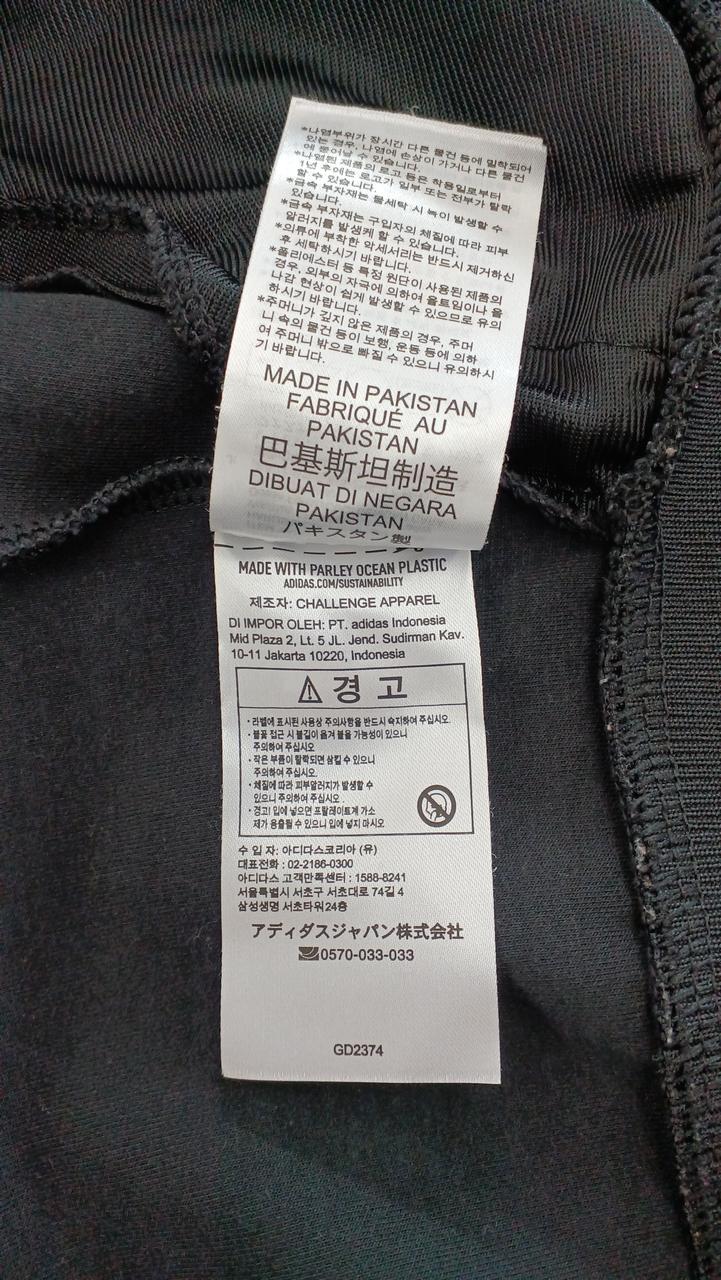 *나염부위가 장시간 다른 물건 등에 밀착되어
있는 경우, 나염에 손상이 가거나 다른 물건
에 묻어날 수 있습니다.
*나염된 제품의 로고 등은 착용일로부터
1년 후에는 로고가 일부 또는 전부가 탈락
할 수 있습니다.
*금속 부자재는 물세탁 시 녹이 발생할 수
있습니다.
*금속 부자재는 구입자의 체질에 따라 피부
알러지를 발생케 할 수 있습니다.
*의류에 부착한 악세서리는 반드시 제거하신
후 세탁하시기 바랍니다.
*폴리에스터 등 특정 원단이 사용된 제품의
경우, 외부의 자극에 의하여 올트임이나 올
나감 현상이 쉽게 발생할 수 있으므로 유의
하시기 바랍니다.
*주머니가 깊지 않은 제품의 경우, 주머
니 속의 물건 등이 보행, 운동 등에 의하
여 주머니 밖으로 빠질 수 있으니 유의하시
기 바랍니다.
MADE IN PAKISTAN
FABRIQUÉ AU
PAKISTAN
巴基斯坦制造
DIBUAT DI NEGARA
PAKISTAN
パキスタン製
MADE WITH PARLEY OCEAN PLASTIC
ADIDAS.COM/SUSTAINABILITY
제조자: CHALLENGE APPAREL
DI IMPOR OLEH: PT. adidas Indonesia
Mid Plaza 2, Lt. 5 JL. Jend. Sudirman Kav.
10-11 Jakarta 10220, Indonesia
경 고
· 라벨에 표시된 사용상 주의사항을 반드시 숙지하여 주십시오.
· 불꽃 접근 시 불길이 옮겨 붙을 가능성이 있으니
주의하여 주십시오
· 작은 부품이 할락되면 삼킬 수 있으니
주의하여 주십시오.
· 체질에 따라 피부알러지가 발생할 수
있으니 주의하여 주십시오 .
· 경고! 입에 넣으면 프탈레이트계 가소
제가 용출될 수 있으니 입에 넣지 마시오
수 입 자: 아디다스코리아 (유)
대표전화 : 02-2186-0300
아디다스 고객만족센터 : 1588-8241
서울특별시 서초구 서초대로 74길 4
삼성생명 서초타워 24층
アディダスジャパン株式会社
0570-033-033
GD2374